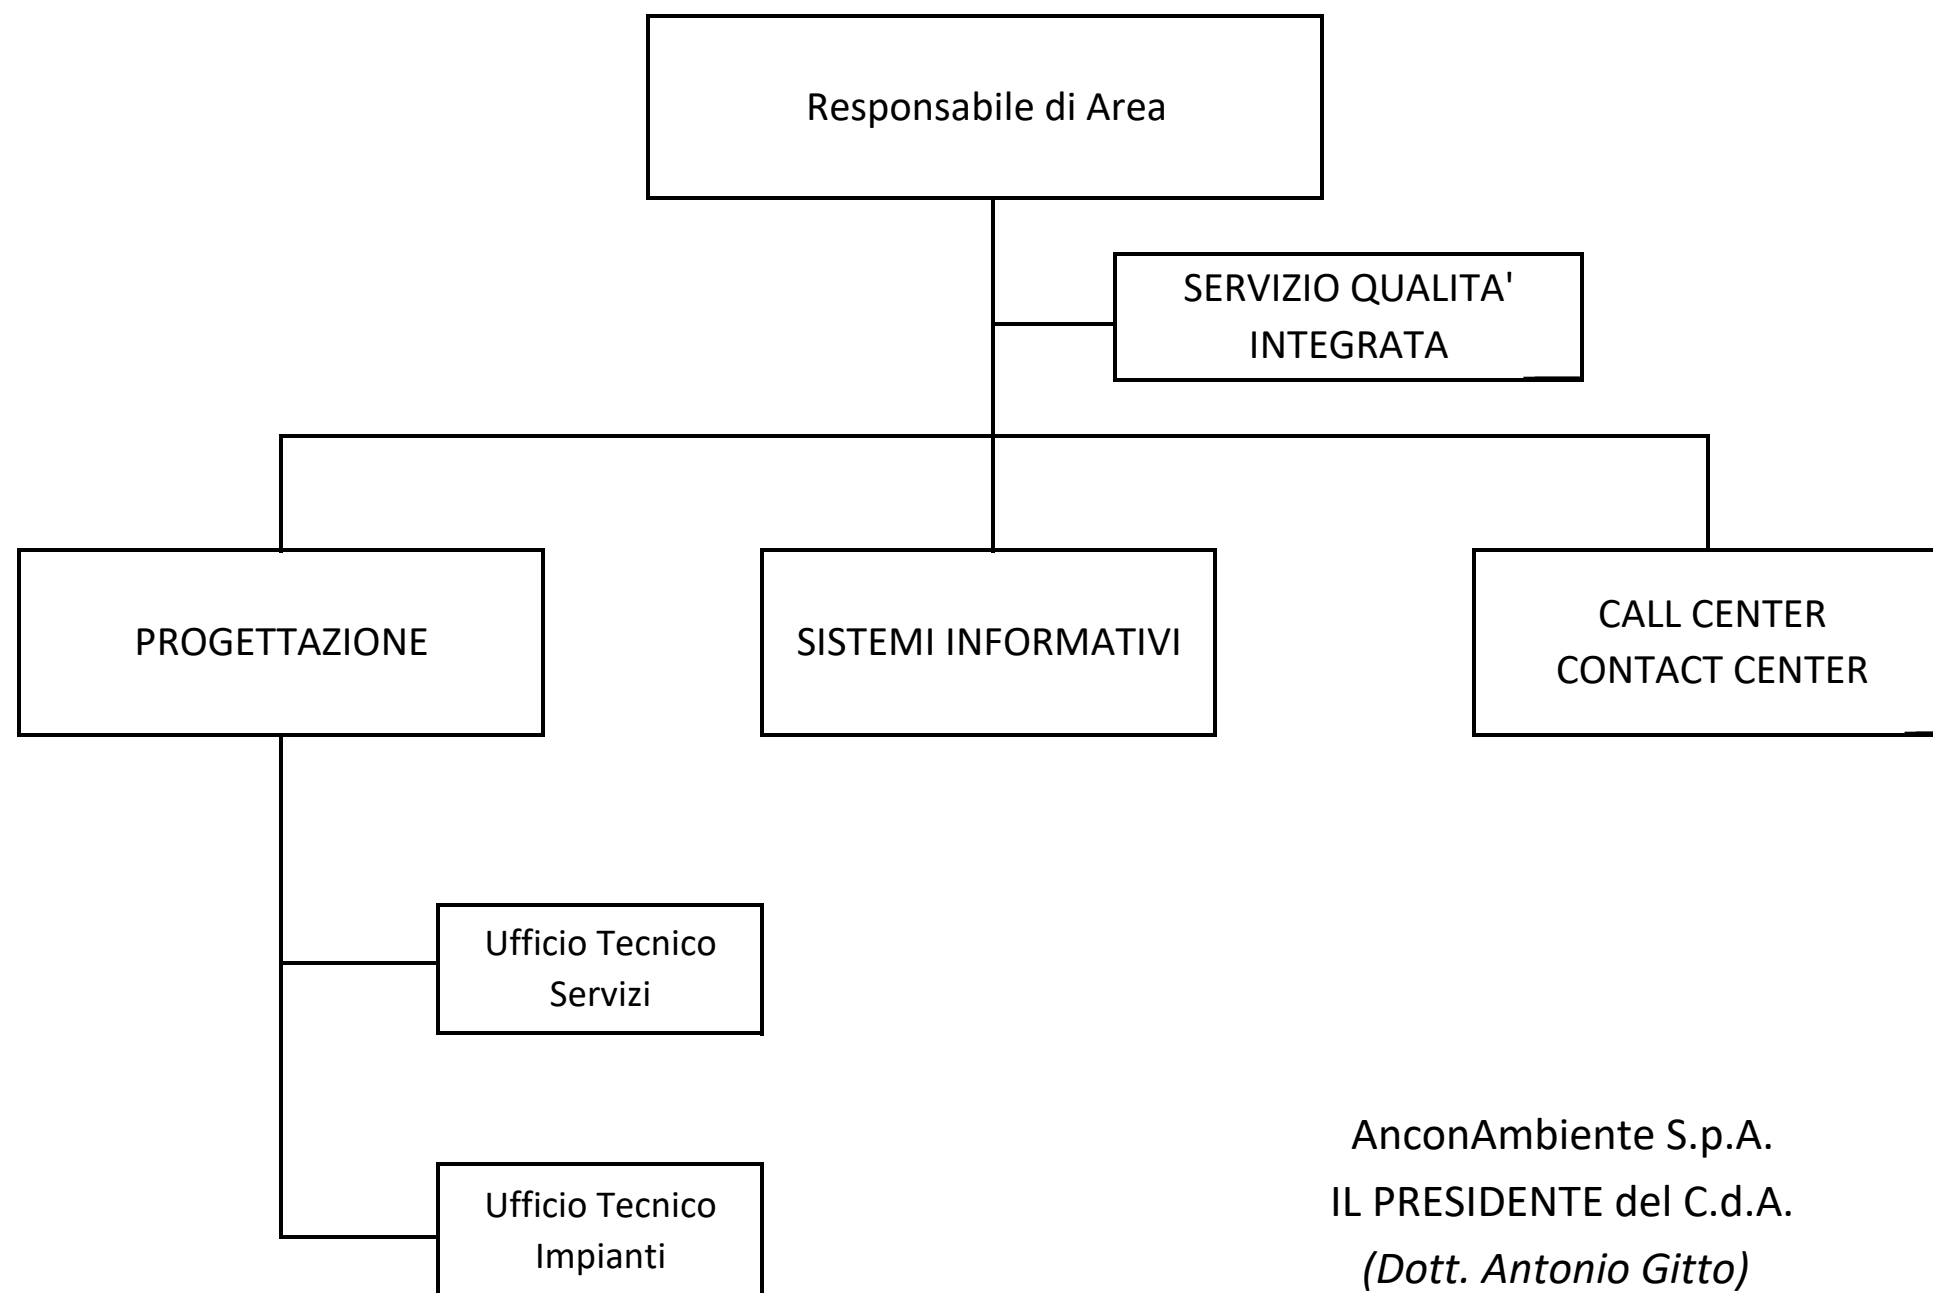 Responsabile di Area
SERVIZIO QUALITA'
INTEGRATA
PROGETTAZIONE
SISTEMI INFORMATIVI
CALL CENTER
CONTACT CENTER
Ufficio Tecnico
Servizi
Ufficio Tecnico
Impianti
AnconAmbiente S.p.A.
IL PRESIDENTE del C.d.A.
(Dott. Antonio Gitto)